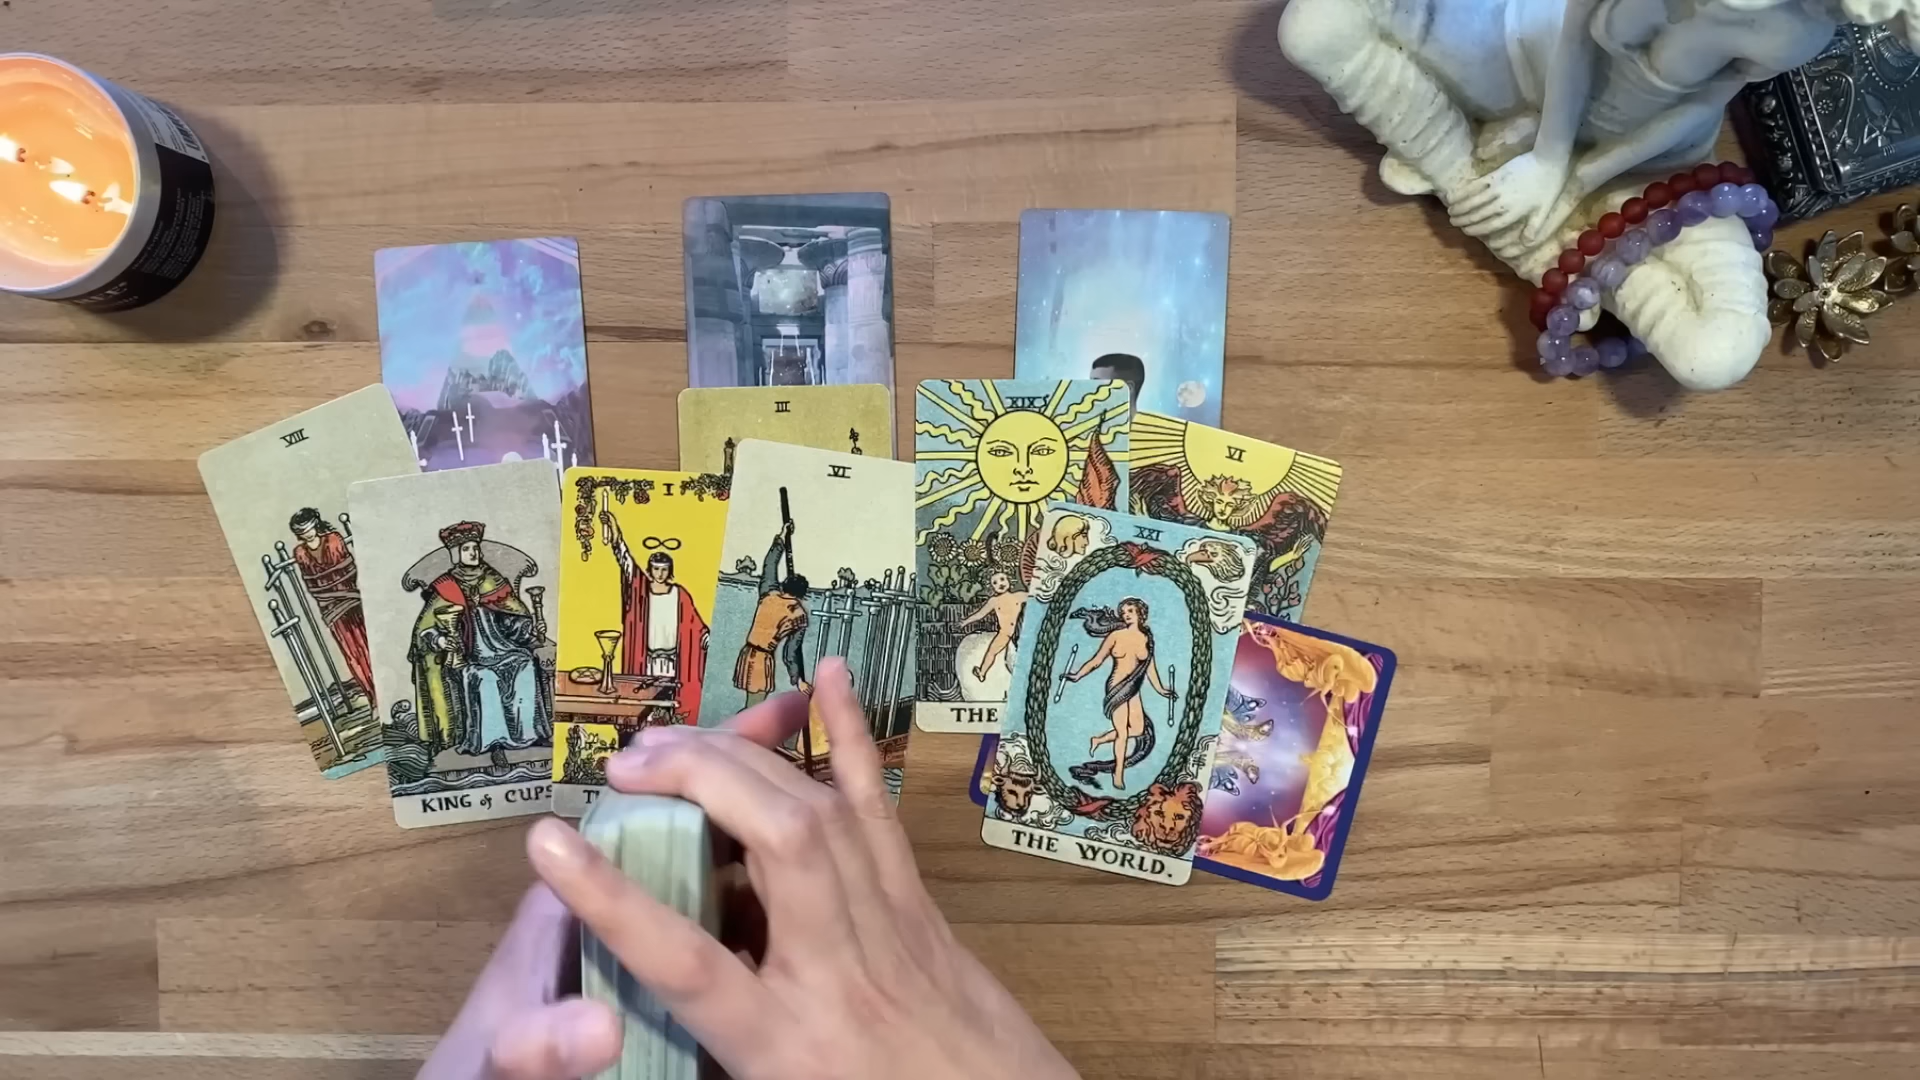 VIII
III
VI
I
XIX
VI
XXI
KING of CUPS
THE
THE WORLD.